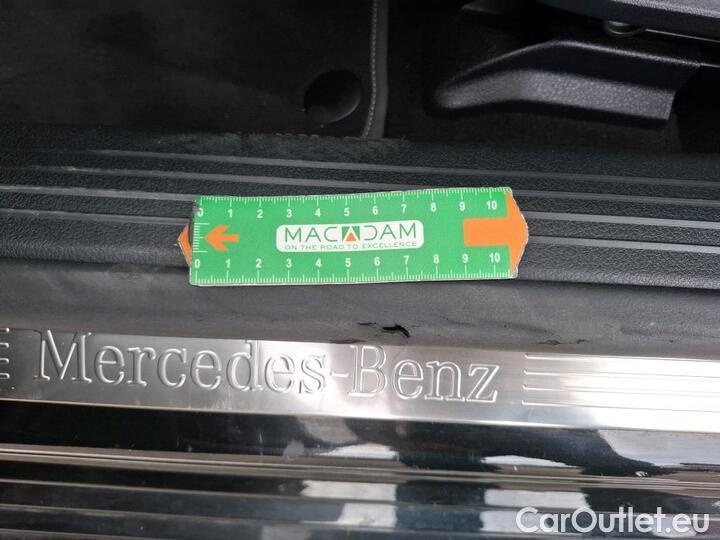 0 1 2 3 4 5 6 7 8 9 10
MACADAM
ON THE ROAD TO EXCELLENCE
0 1 2 3 4 5 6 7 8 9 10
Mercedes-Benz
CarOutlet.eu